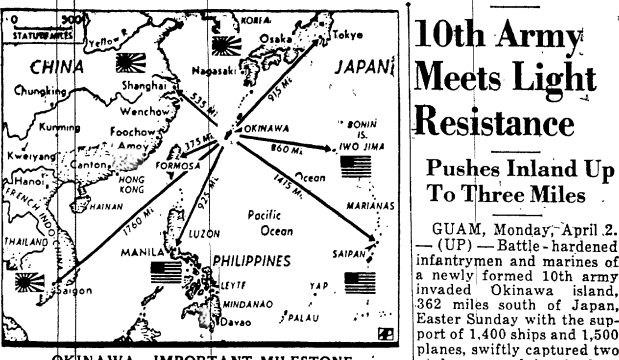 0 500
STATUTE MILES
KOREA
Yellow
Osaka
Tokyo
CHINA
Nagasaki
JAPAN
Shanghai
Chungking
535 Mi.
915 Mi.
Wenchow
Kunming
Foochow
OKINAWA
BONIN
IS.
Amoy
375 Mi.
860 Mi.
IWO JIMA
Kweiyang
Canton
FORMOSA
Hanoi
HONG
KONG
1415 Mi.
Ocean
HAINAN
FRENCH INDO CHINA
1760 Mi.
MARIANAS
Pacific
Ocean
LUZON
THAILAND
MANILA
PHILIPPINES
SAIPAN
Saigon
LEYTE
YAP
MINDANAO
PALAU
Davao
AP
OKINAWA IMPORTANT MILESTONE
10th Army
Meets Light
Resistance
Pushes Inland Up
To Three Miles
GUAM, Monday, April 2.
— (UP) — Battle-hardened
infantrymen and marines of
a newly formed 10th army
invaded Okinawa island,
362 miles south of Japan,
Easter Sunday with the sup-
port of 1,400 ships and 1,500
planes, swiftly captured two